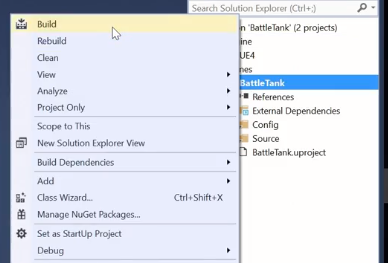 Search Solution Explorer (Ctrl+;)
Build
n 'BattleTank' (2 projects)
Rebuild
ine
Clean
UE4
View
nes
BattleTank
Analyze
References
Project Only
External Dependencies
Scope to This
Config
New Solution Explorer View
Source
Build Dependencies
BattleTank.uproject
Add
Class Wizard... Ctrl+Shift+X
Manage NuGet Packages...
Set as StartUp Project
Debug